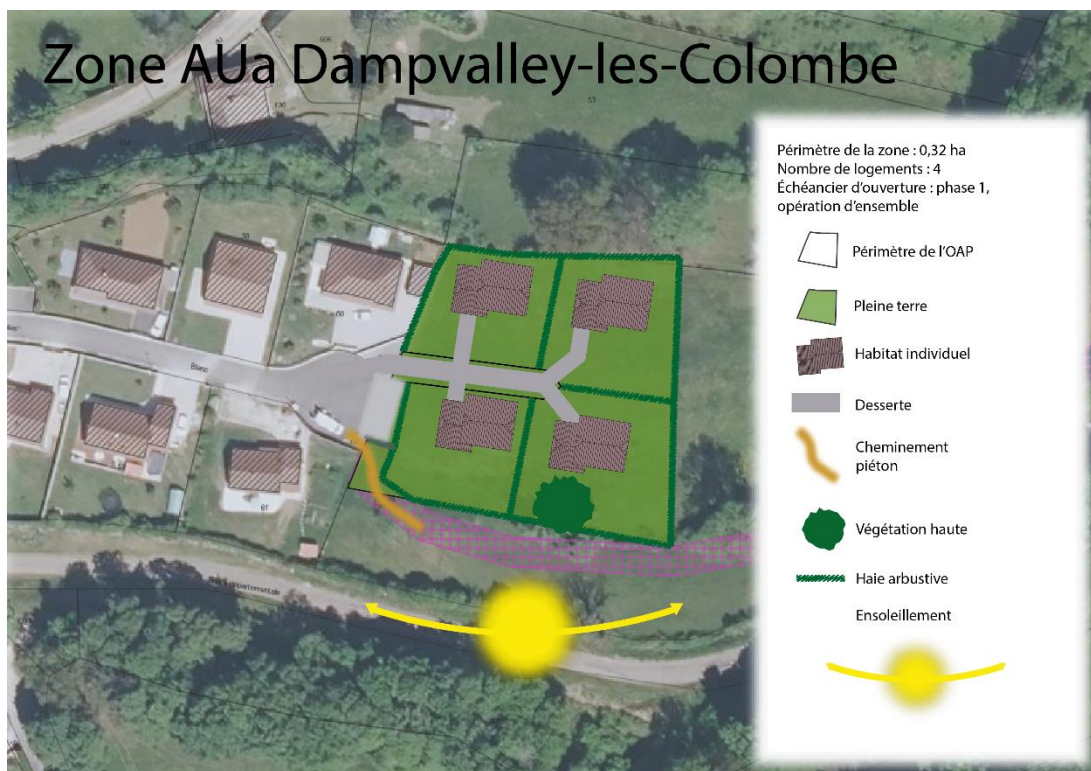 Zone AUa Dampvalley-les-Colombe
Périmètre de la zone : 0,32 ha
Nombre de logements : 4
Échéancier d'ouverture : phase 1,
opération d'ensemble
Périmètre de l'OAP
Pleine terre
Habitat individuel
Desserte
Cheminement
piéton
Végétation haute
Haie arbustive
Ensoleillement
53